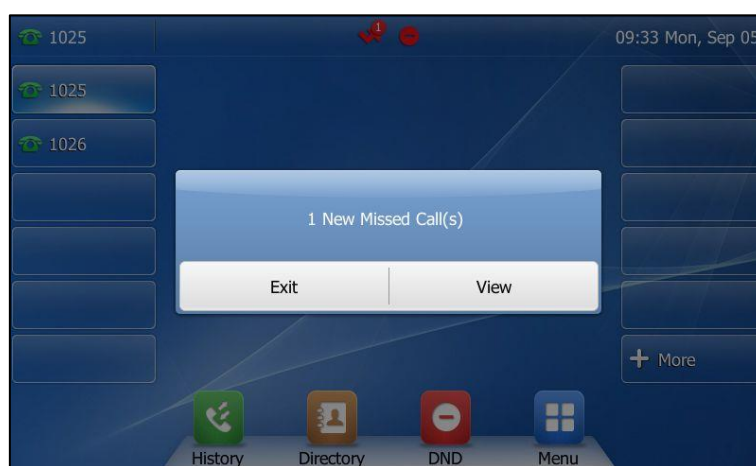 1025
1
09:33 Mon, Sep 05
1025
1026
1 New Missed Call(s)
Exit
View
More
History
Directory
DND
Menu